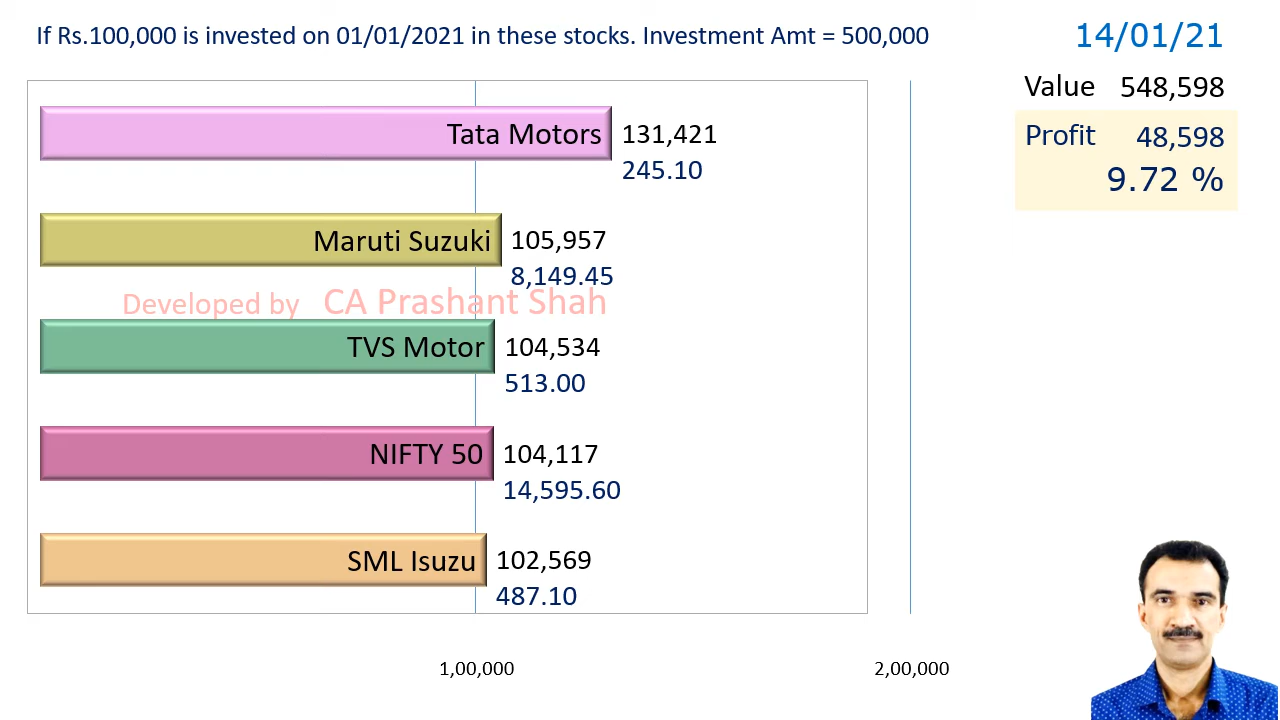 If Rs.100,000 is invested on 01/01/2021 in these stocks. Investment Amt = 500,000
14/01/21
Value 548,598
Profit 48,598
9.72 %
Tata Motors 131,421
245.10
Maruti Suzuki 105,957
8,149.45
Developed by CA Prashant Shah
TVS Motor 104,534
513.00
NIFTY 50 104,117
14,595.60
SML Isuzu 102,569
487.10
1,00,000 2,00,000